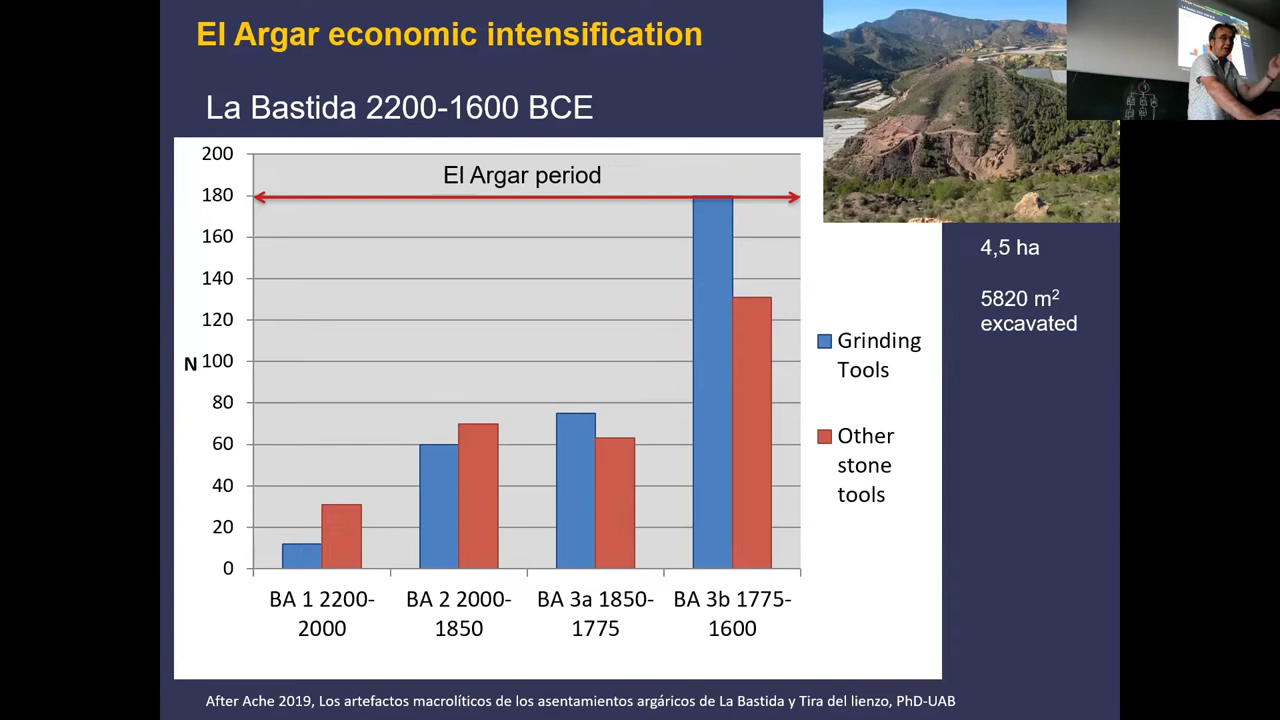 El Argar economic intensification
La Bastida 2200-1600 BCE
200
180
160
140
120
100
80
60
40
20
0
N
El Argar period
Grinding
Tools
Other
stone
tools
BA 1 2200-
2000
BA 2 2000-
1850
BA 3a 1850-
1775
BA 3b 1775-
1600
4,5 ha
5820 m²
excavated
After Ache 2019, Los artefactos macrolíticos de los asentamientos argáricos de La Bastida y Tira del lienzo, PhD-UAB